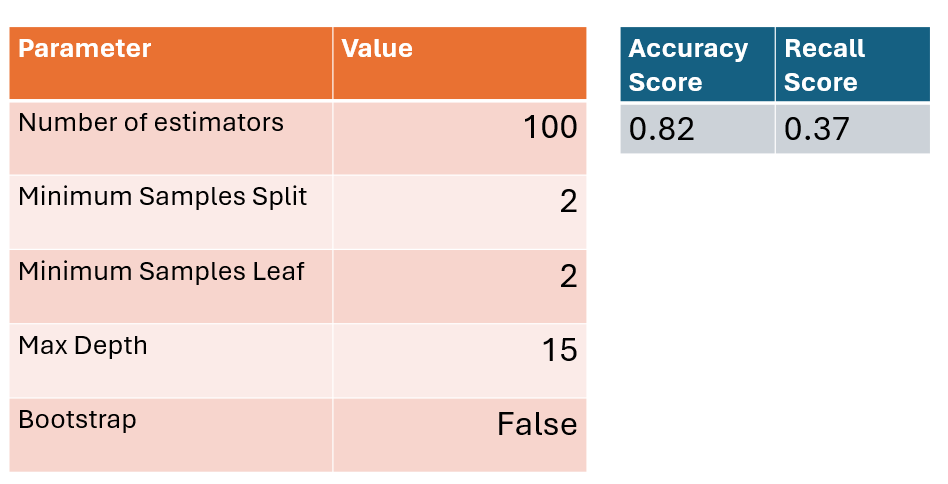 Parameter Value
Number of estimators 100
Minimum Samples Split 2
Minimum Samples Leaf 2
Max Depth 15
Bootstrap False
Accuracy Score Recall Score
0.82 0.37